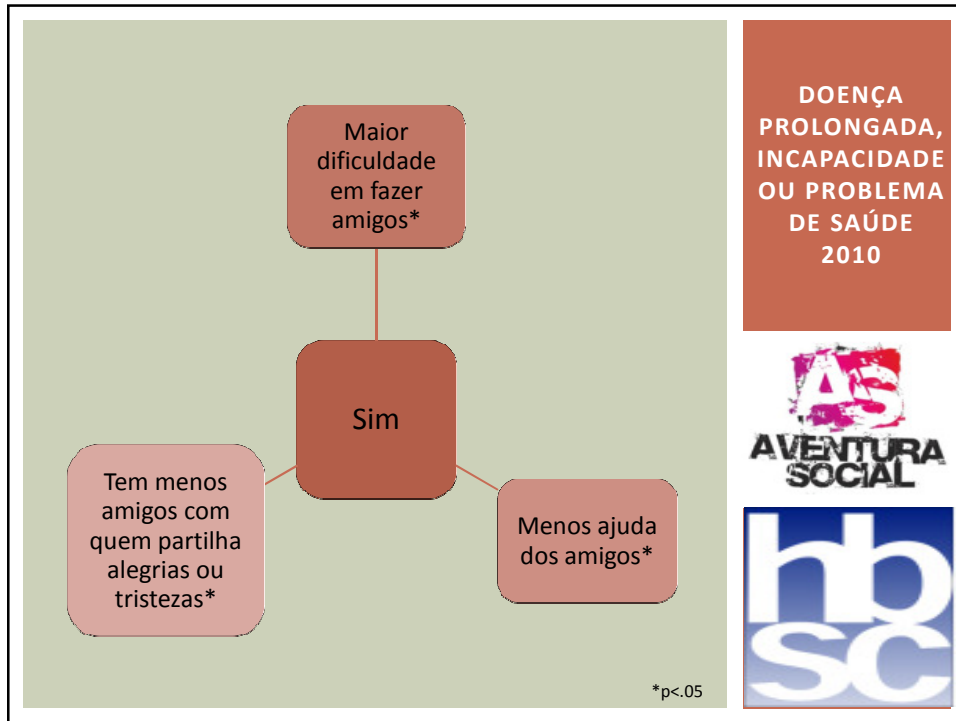 Maior
dificuldade
em fazer
amigos*
Sim
Tem menos
amigos com
quem partilha
alegrias ou
tristezas*
Menos ajuda
dos amigos*
*p<.05
DOENÇA
PROLONGADA,
INCAPACIDADE
OU PROBLEMA
DE SAÚDE
2010
AS
AVENTURA
SOCIAL
hb
sc